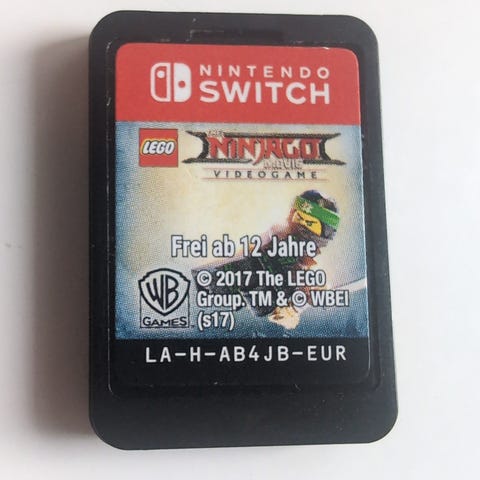 NINTENDO
SWITCH
LEGO
THE
NINJAGO
MOVIE
VIDEOGAME
Frei ab 12 Jahre
© 2017 The LEGO
Group. TM & © WBEI
(s17)
WB
GAMES
LA-H-AB4JB-EUR